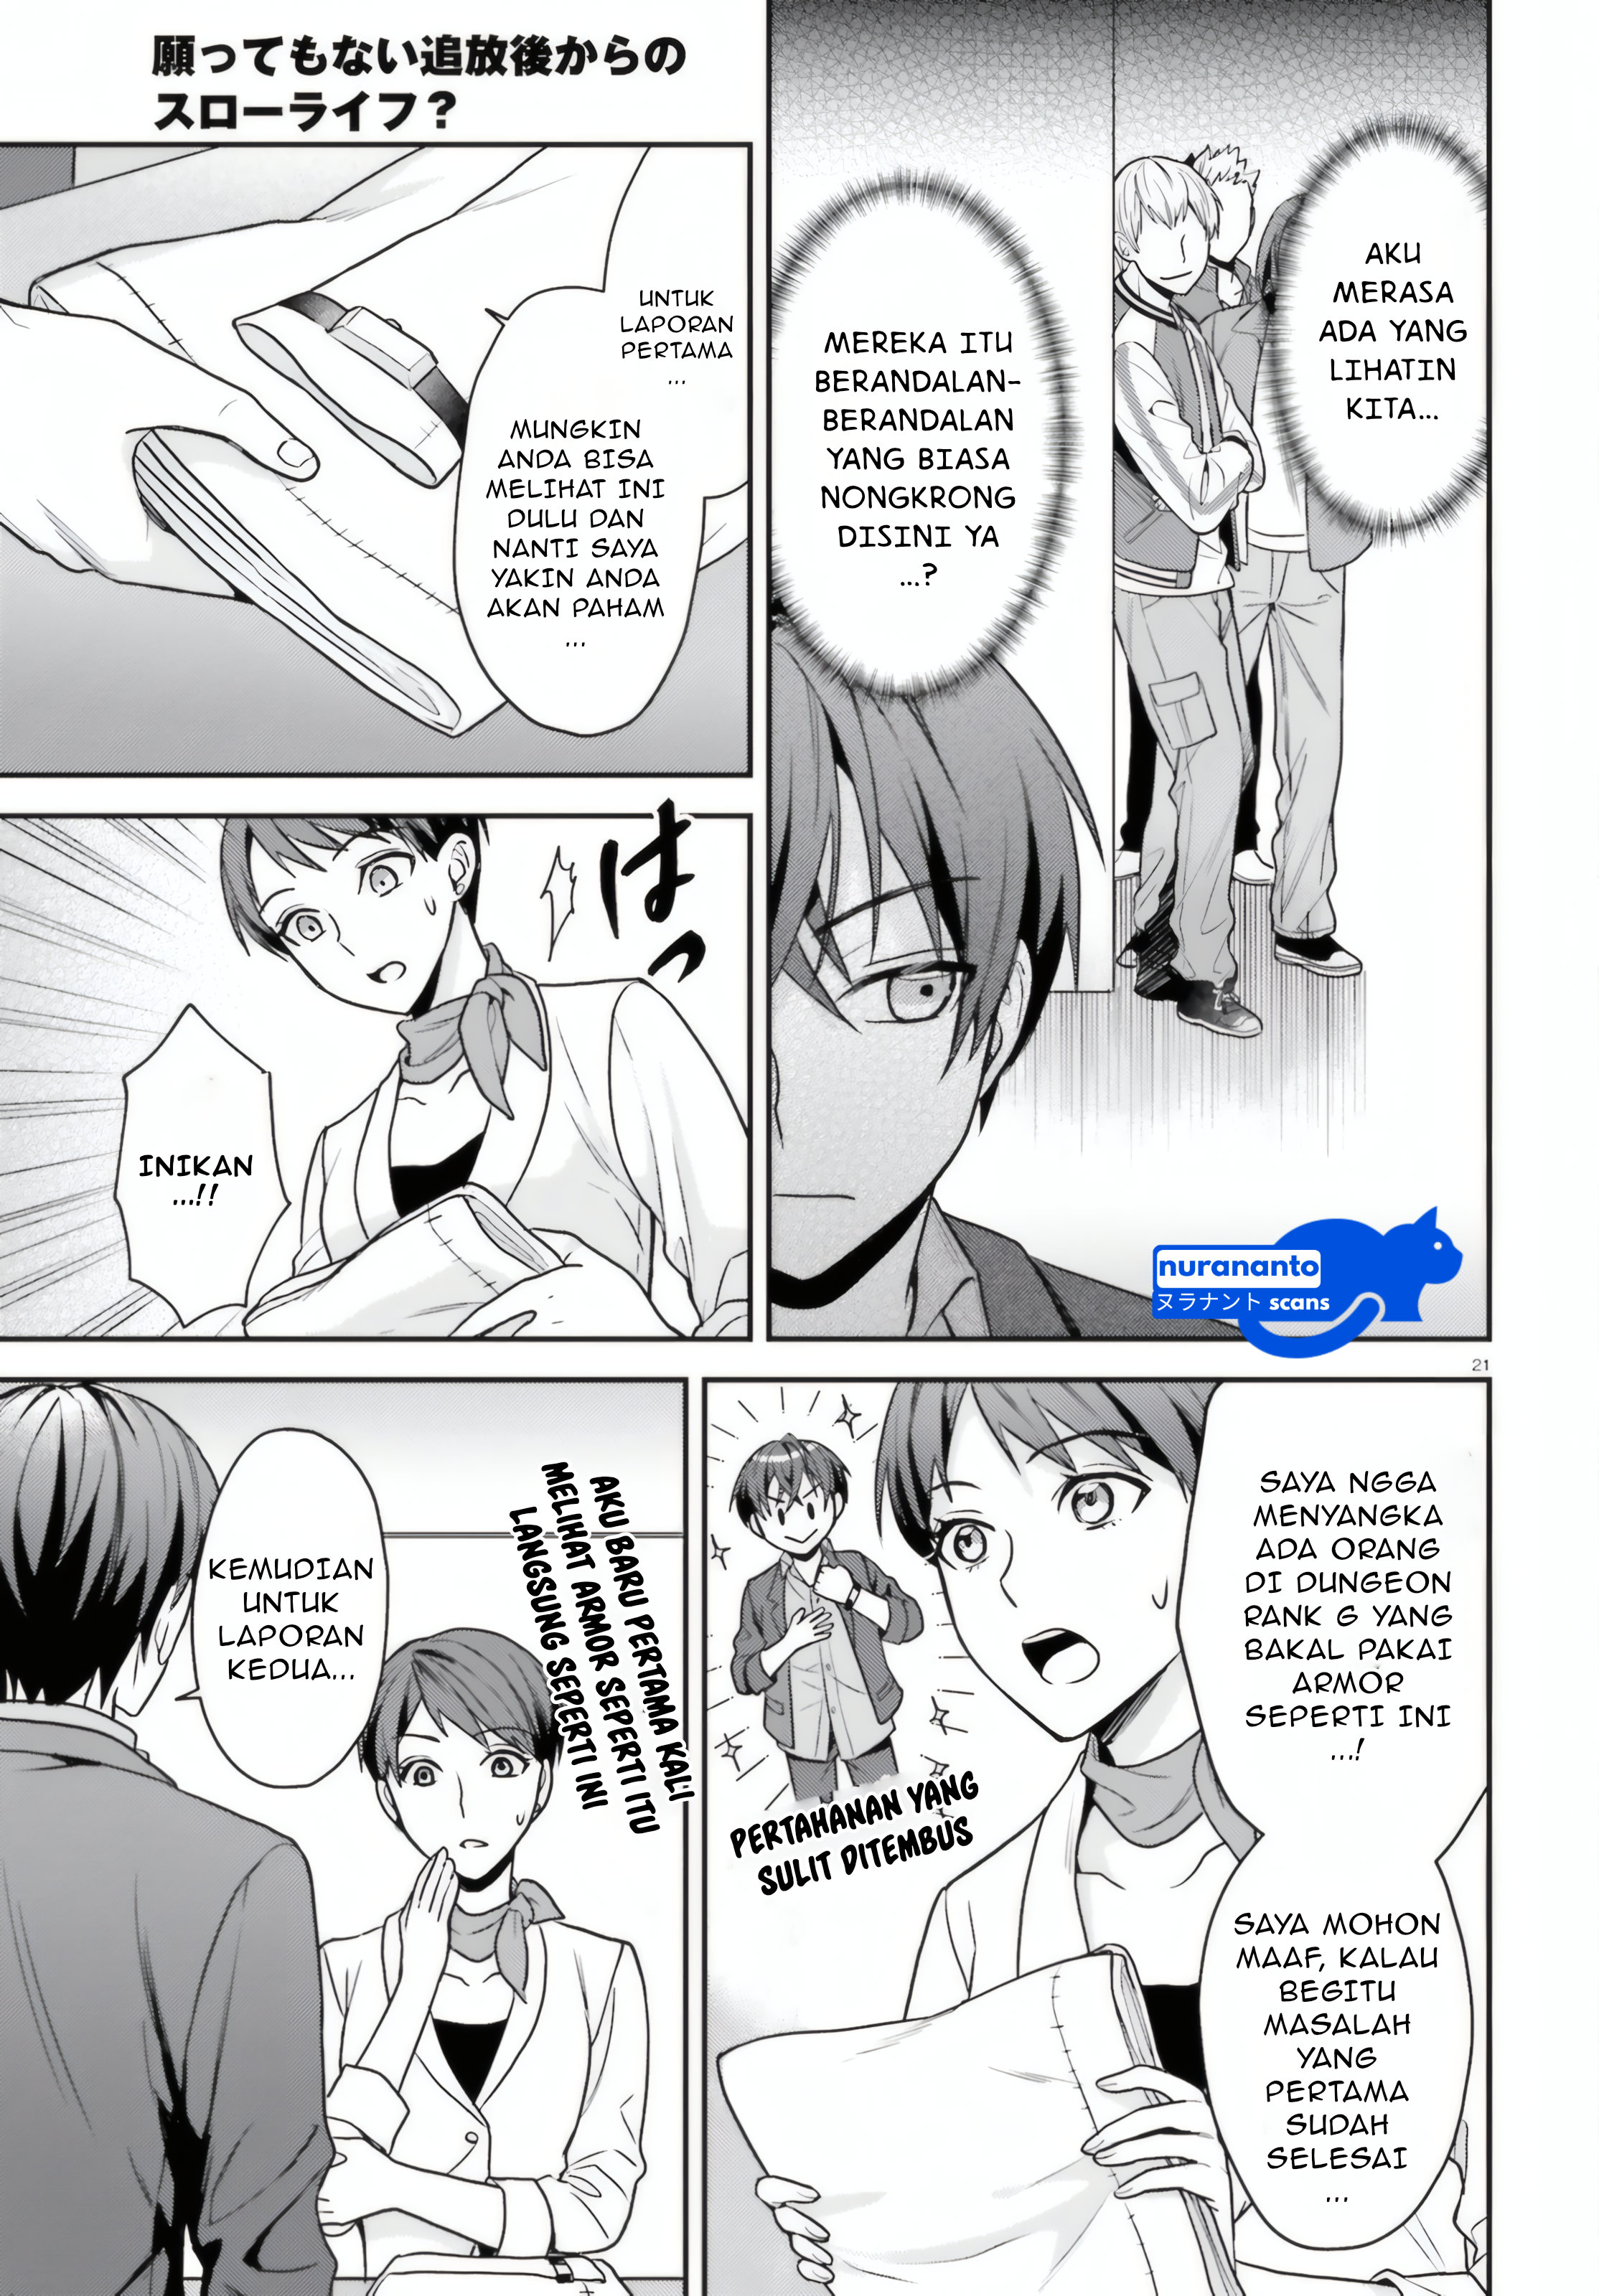 願ってもない追放後からの
スローライフ？
AKU
MERASA
ADA YANG
LIHATIN
KITA...
MEREKA ITU
BERANDALAN-
BERANDALAN
YANG BIASA
NONGKRONG
DISINI YA
...?
UNTUK
LAPORAN
PERTAMA
...
MUNGKIN
ANDA BISA
MELIHAT INI
DULU DAN
NANTI SAYA
YAKIN ANDA
AKAN PAHAM
...
はっ
INIKAN
...!!
nurananto
ヌラナント scans
21
SAYA NGGA
MENYANGKA
ADA ORANG
DI DUNGEON
RANK G YANG
BAKAL PAKAI
ARMOR
SEPERTI INI
...!
PERTAHANAN YANG
SULIT DITEMBUS
SAYA MOHON
MAAF, KALAU
BEGITU
MASALAH
YANG
PERTAMA
SUDAH
SELESAI
...
AKU BARU PERTAMA KALI
MELIHAT ARMOR SEPERTI ITU
LANGSUNG SEPERTI INI
KEMUDIAN
UNTUK
LAPORAN
KEDUA...